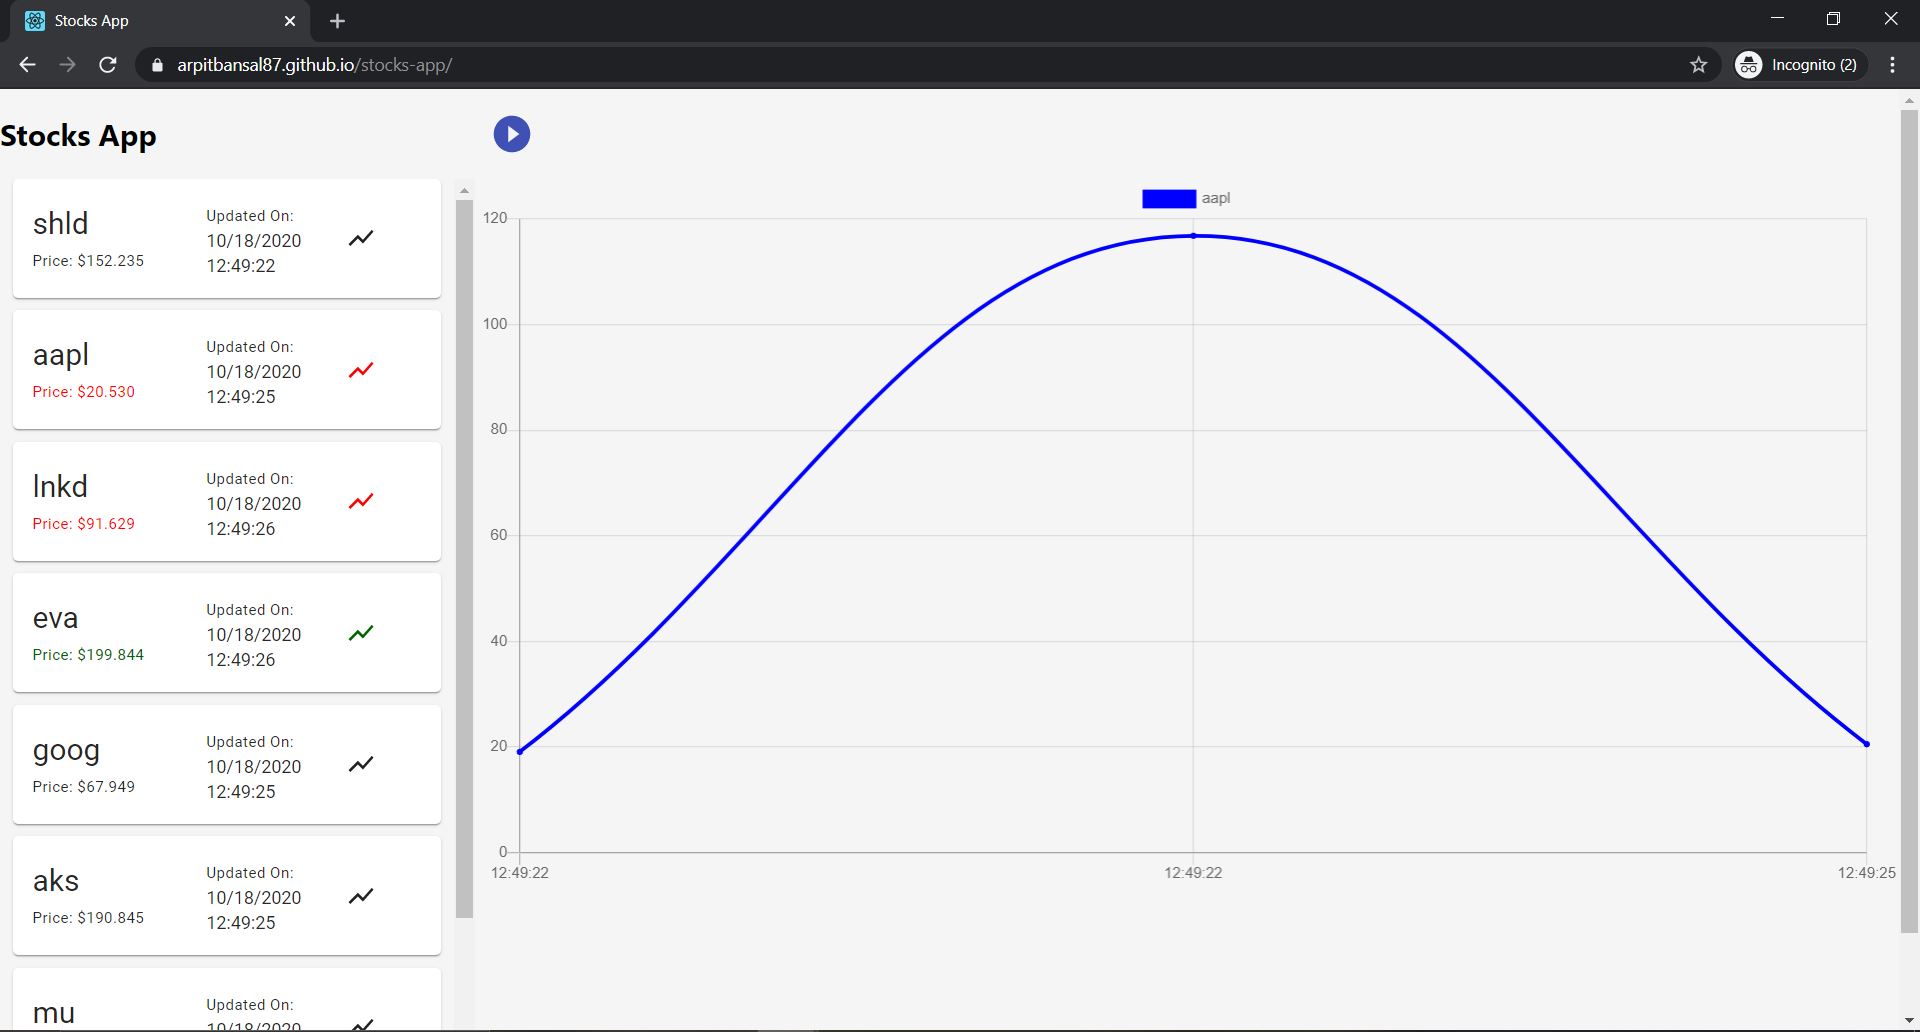 Stocks App
arpitbansal87.github.io/stocks-app/
Incognito (2)
Stocks App
shld
Price: $152.235
Updated On:
10/18/2020
12:49:22
aapl
Price: $20.530
Updated On:
10/18/2020
12:49:25
lnkd
Price: $91.629
Updated On:
10/18/2020
12:49:26
eva
Price: $199.844
Updated On:
10/18/2020
12:49:26
goog
Price: $67.949
Updated On:
10/18/2020
12:49:25
aks
Price: $190.845
Updated On:
10/18/2020
12:49:25
mu
Updated On:
10/18/2020
aapl
120
100
80
60
40
20
0
12:49:22
12:49:22
12:49:25